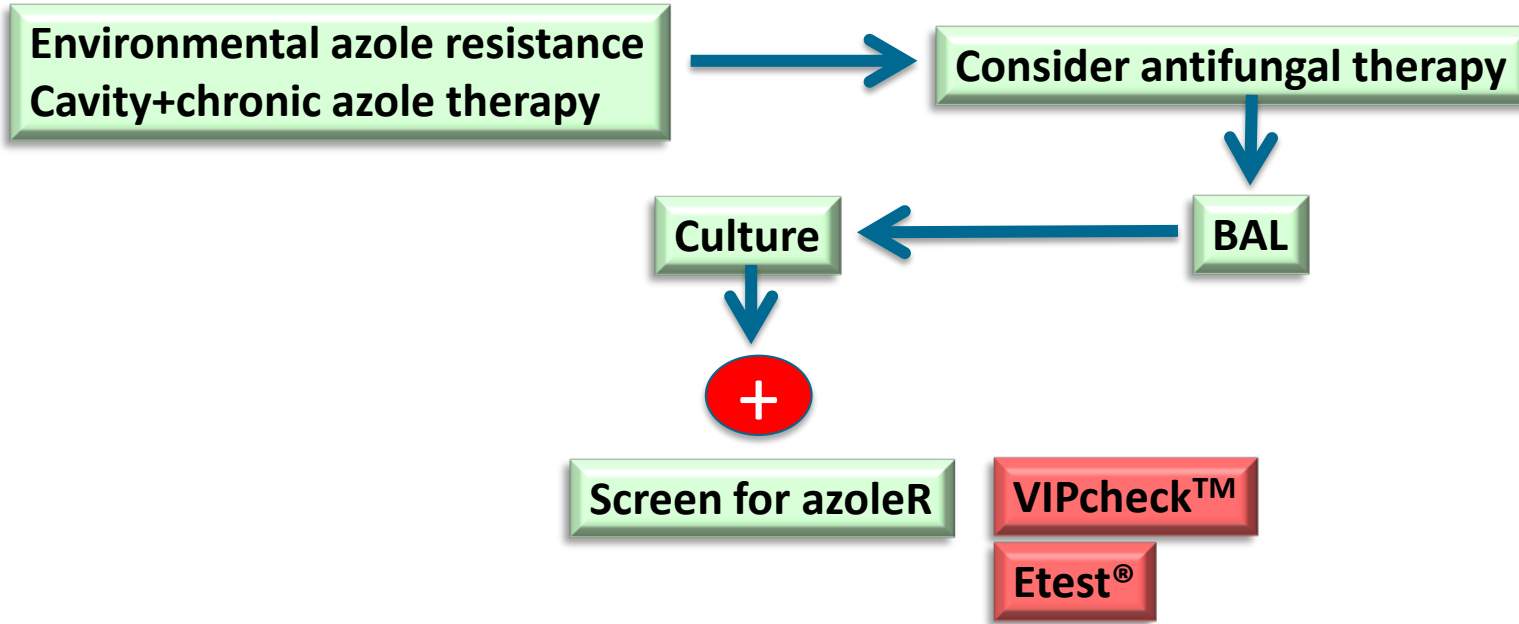 Environmental azole resistance
Cavity+chronic azole therapy
Consider antifungal therapy
Culture
BAL
+
Screen for azoleR
VIPcheck™
Etest®